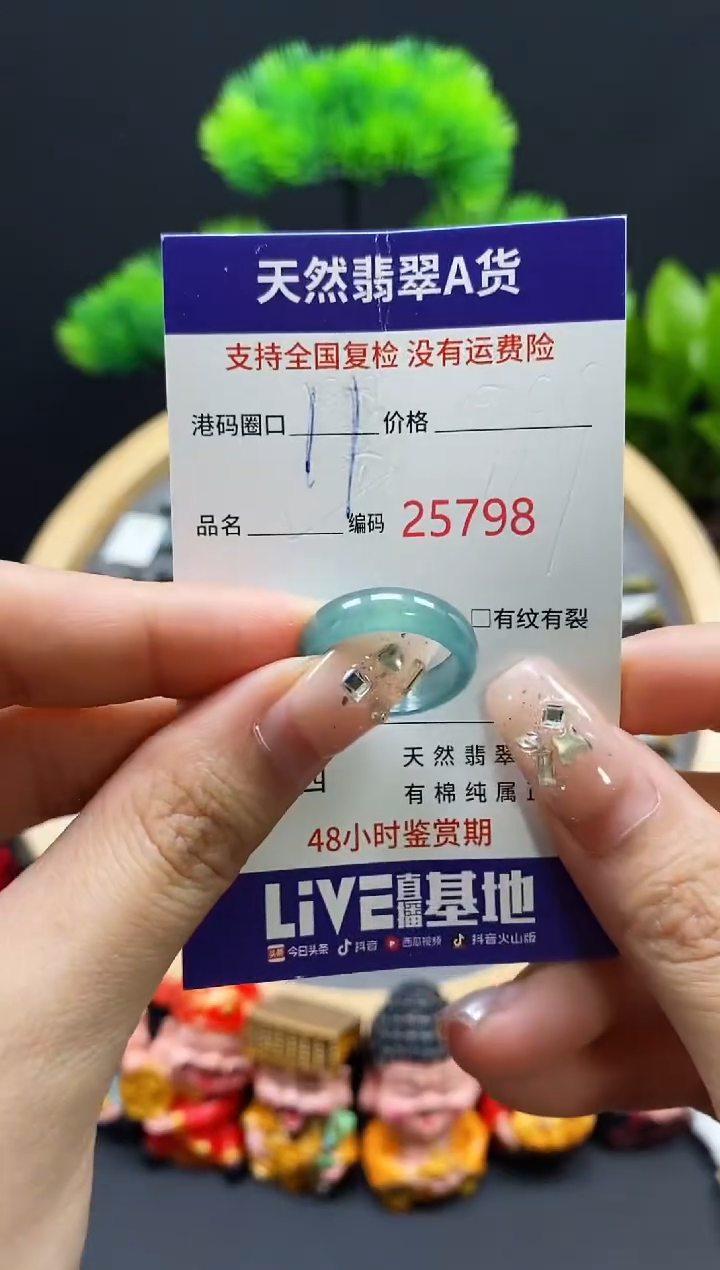 天然翡翠A货
支持全国复检 没有运费险
港码圈口 11 价格
品名 编码 25798
□有纹有裂
天然翡翠
有棉纯属
48小时鉴赏期
LiVE直播基地
头条 今日头条 抖音 西瓜视频 抖音火山版